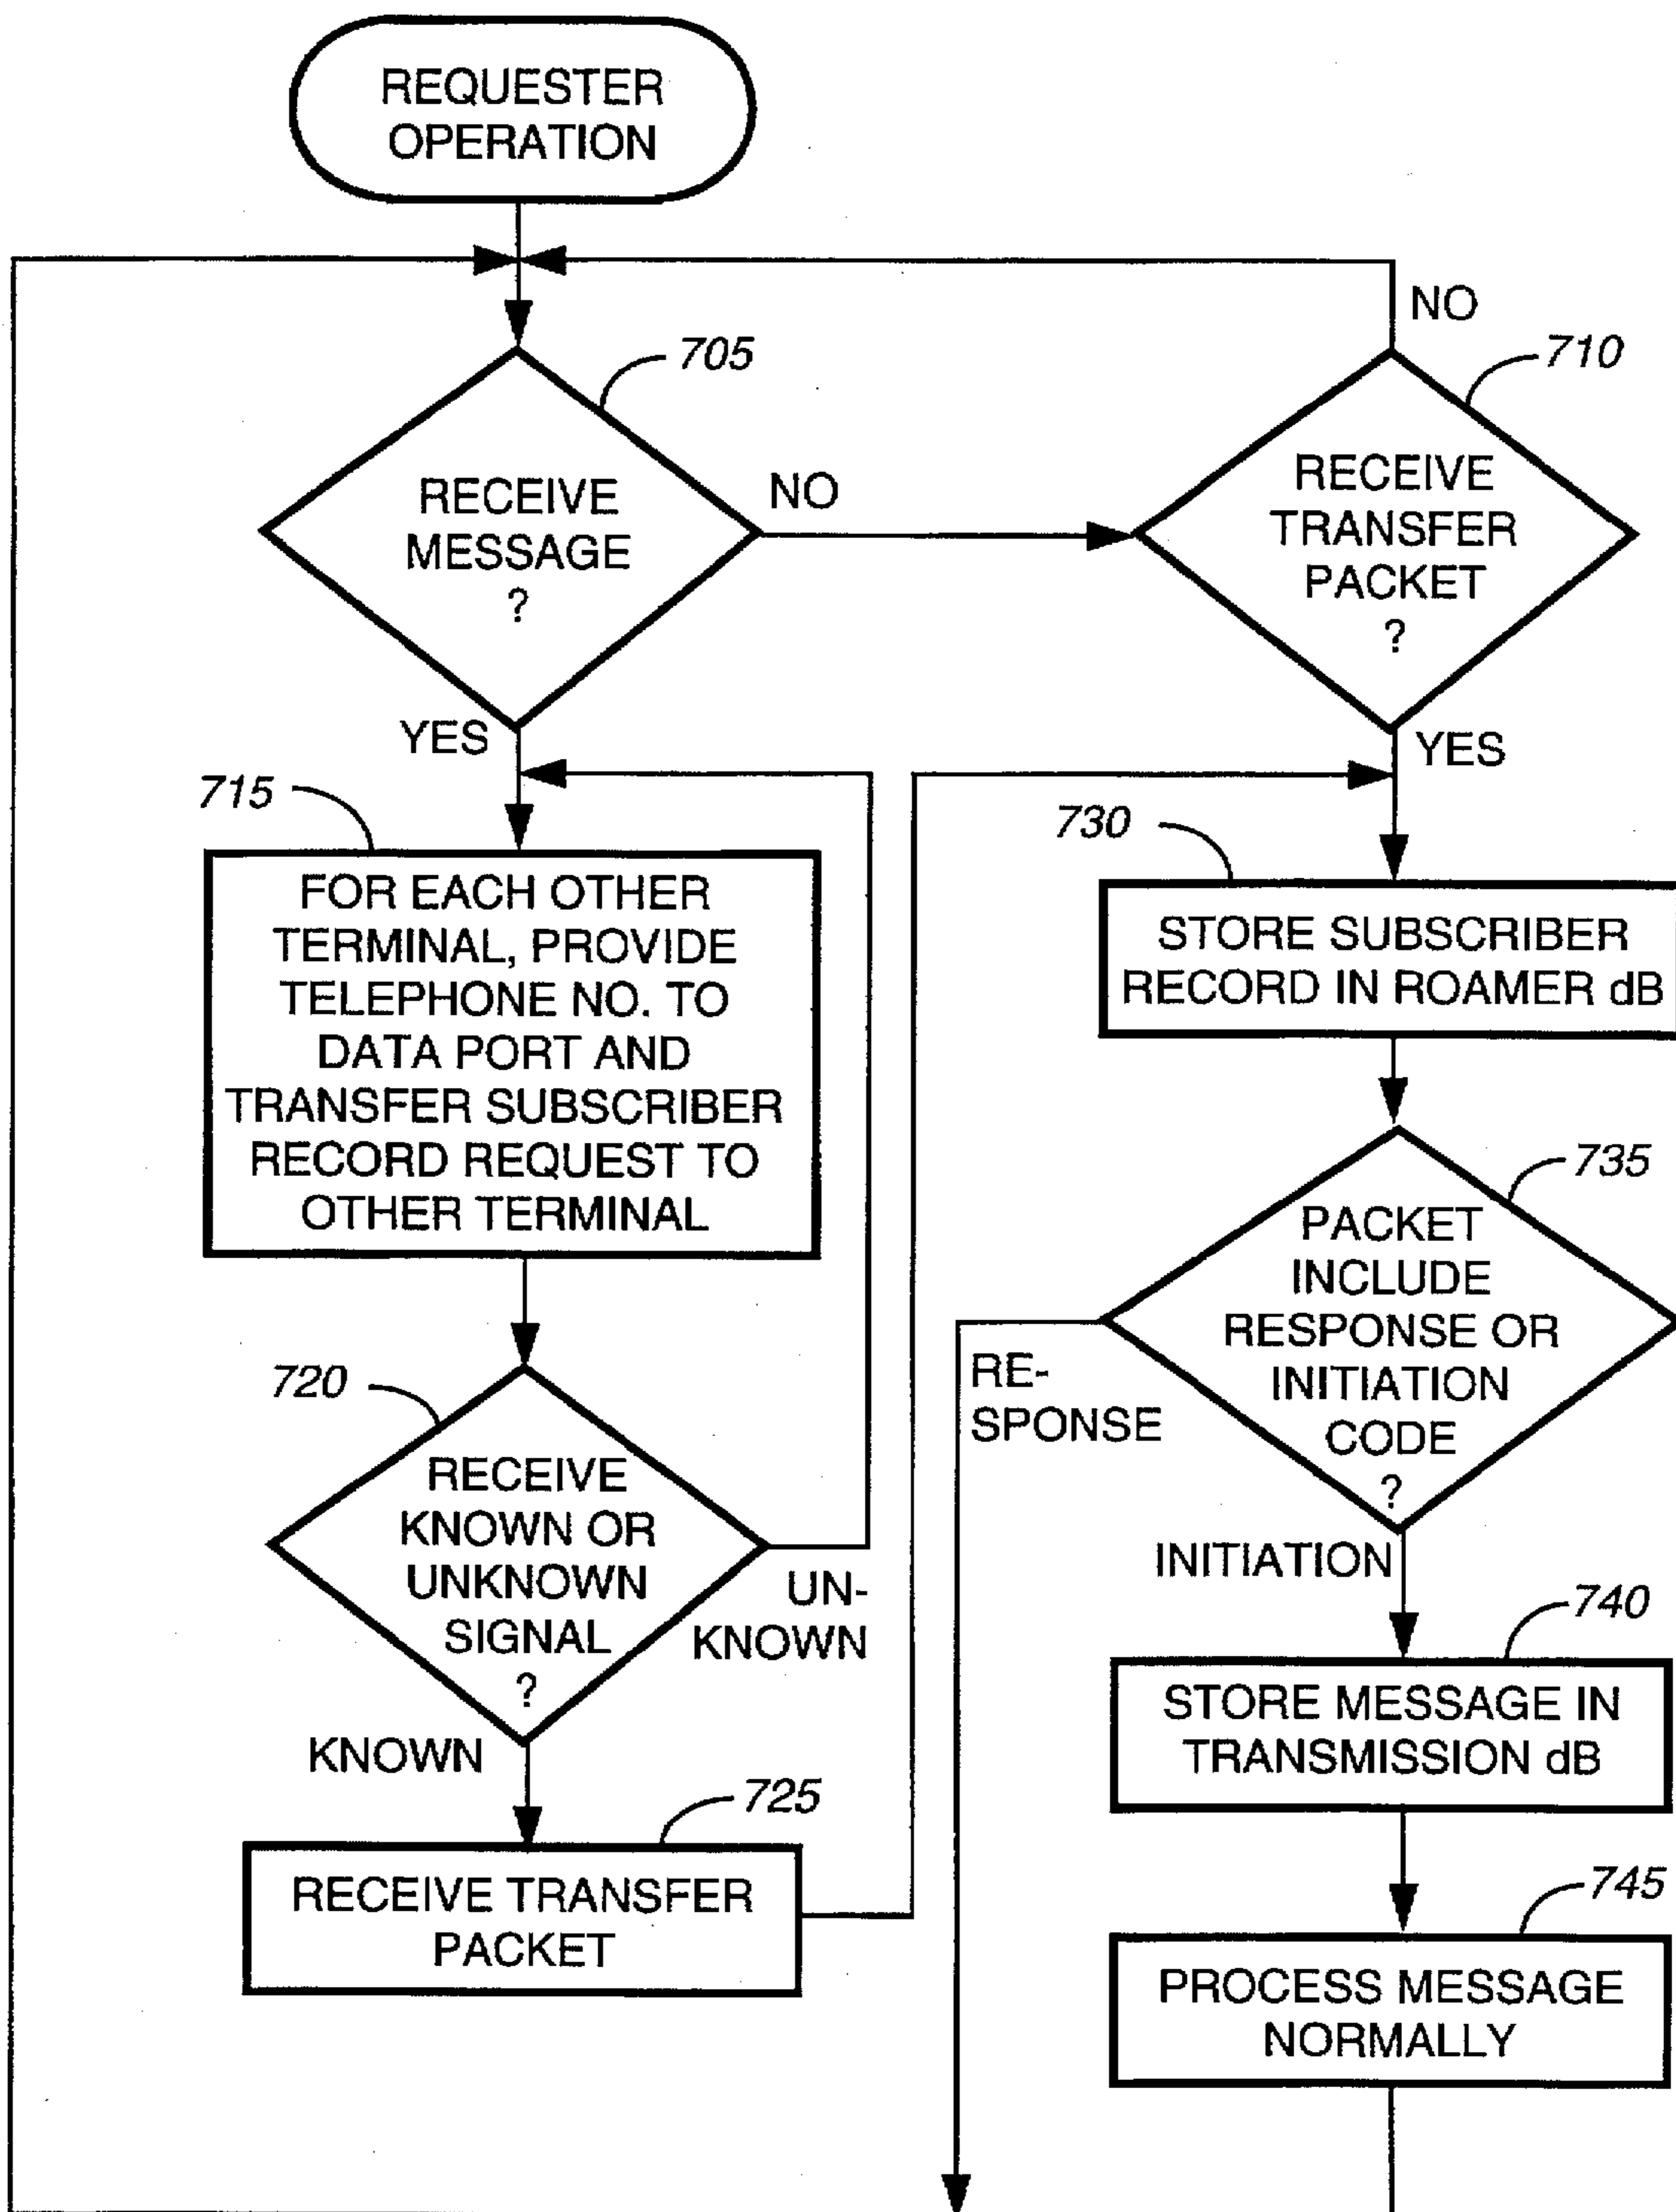 REQUESTER
OPERATION
NO
705
710
RECEIVE
MESSAGE
?
NO
RECEIVE
TRANSFER
PACKET
?
YES
YES
715
FOR EACH OTHER
TERMINAL, PROVIDE
TELEPHONE NO. TO
DATA PORT AND
TRANSFER SUBSCRIBER
RECORD REQUEST TO
OTHER TERMINAL
730
STORE SUBSCRIBER
RECORD IN ROAMER dB
720
RECEIVE
KNOWN OR
UNKNOWN
SIGNAL
?
UN-
KNOWN
KNOWN
725
RECEIVE TRANSFER
PACKET
735
PACKET
INCLUDE
RESPONSE OR
INITIATION
CODE
?
RE-
SPONSE
INITIATION
740
STORE MESSAGE IN
TRANSMISSION dB
745
PROCESS MESSAGE
NORMALLY